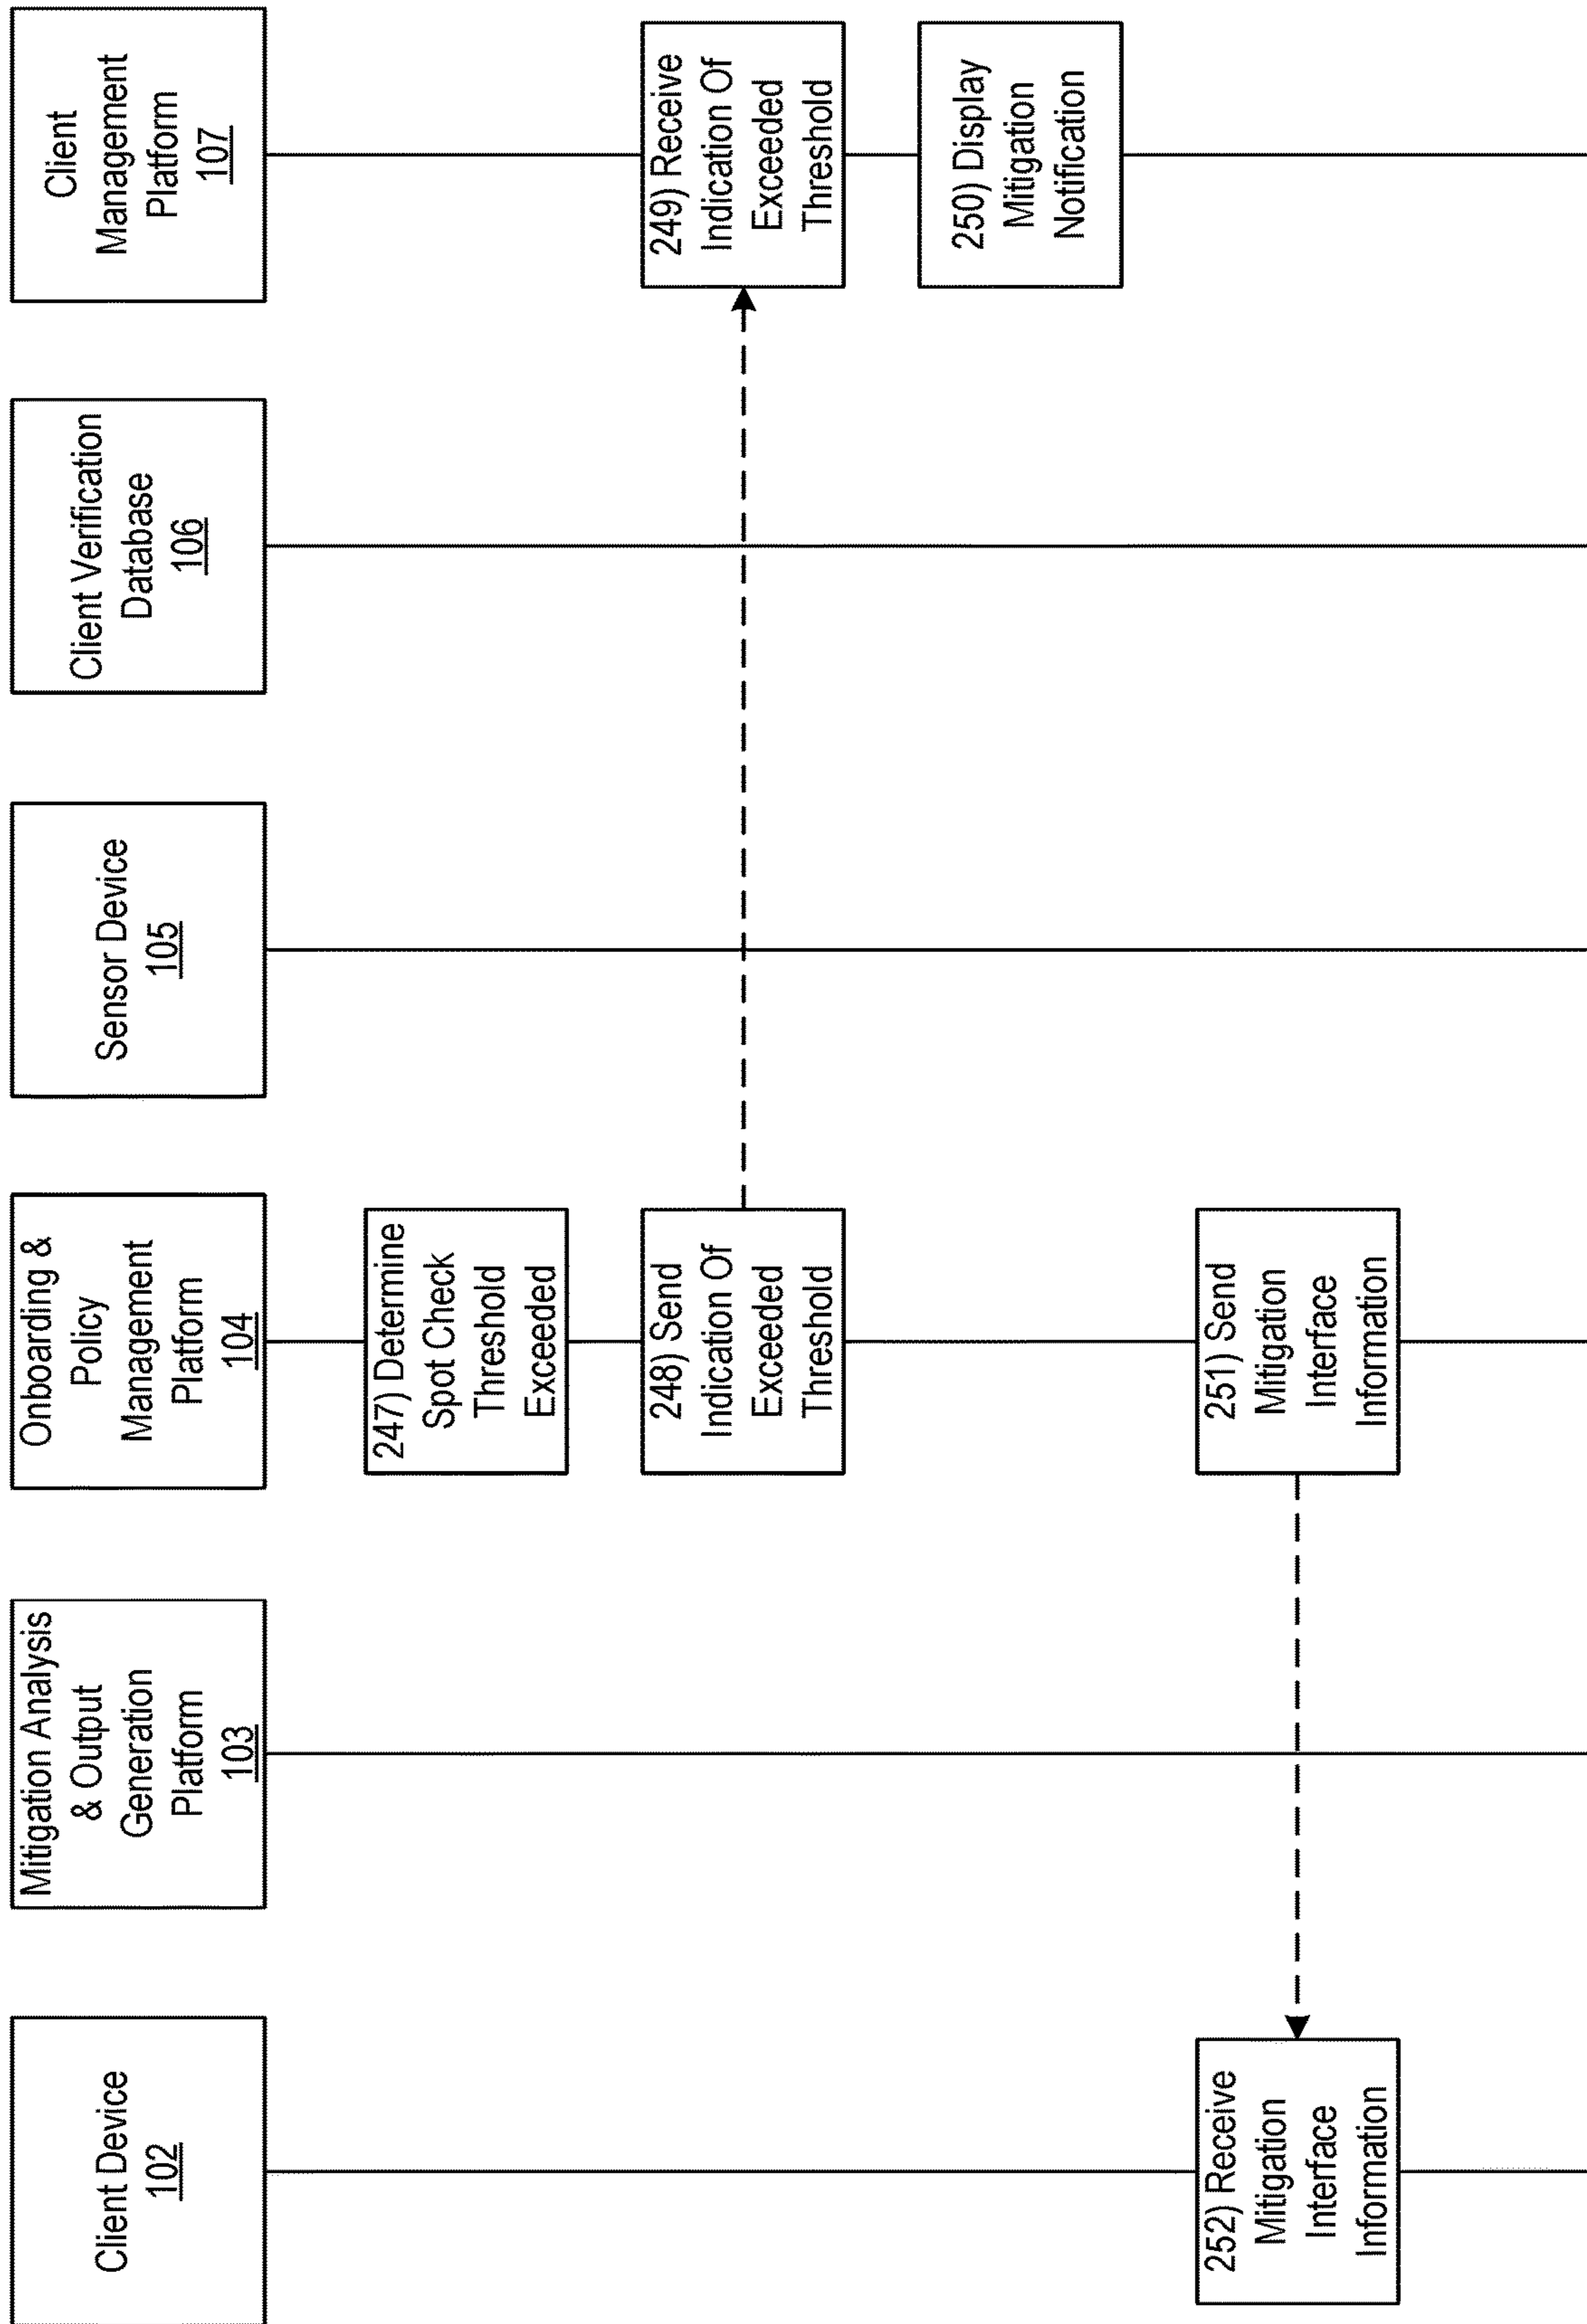 Client Device
102
Mitigation Analysis
& Output
Generation
Platform
103
Onboarding &
Policy
Management
Platform
104
Sensor Device
105
Client Verification
Database
106
Client
Management
Platform
107
247) Determine
Spot Check
Threshold
Exceeded
248) Send
Indication Of
Exceeded
Threshold
249) Receive
Indication Of
Exceeded
Threshold
250) Display
Mitigation
Notification
251) Send
Mitigation
Interface
Information
252) Receive
Mitigation
Interface
Information